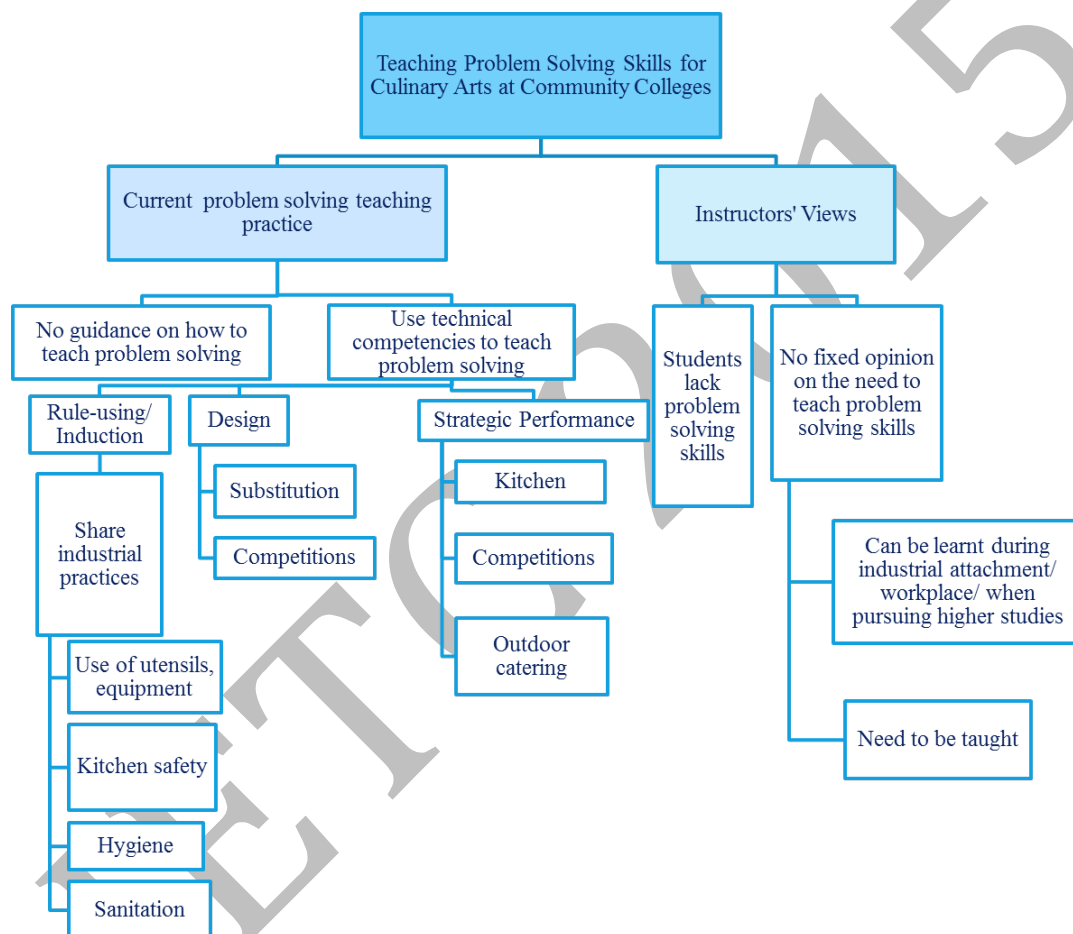 Teaching Problem Solving Skills for
Culinary Arts at Community Colleges
Current problem solving teaching
practice
Instructors' Views
No guidance on how to
teach problem solving
Use technical
competencies to teach
problem solving
Students
lack
problem
solving
skills
No fixed opinion
on the need to
teach problem
solving skills
Rule-using/
Induction
Design
Strategic Performance
Share
industrial
practices
Substitution
Competitions
Kitchen
Competitions
Outdoor
catering
Use of utensils,
equipment
Kitchen safety
Hygiene
Sanitation
Can be learnt during
industrial attachment/
workplace/ when
pursuing higher studies
Need to be taught